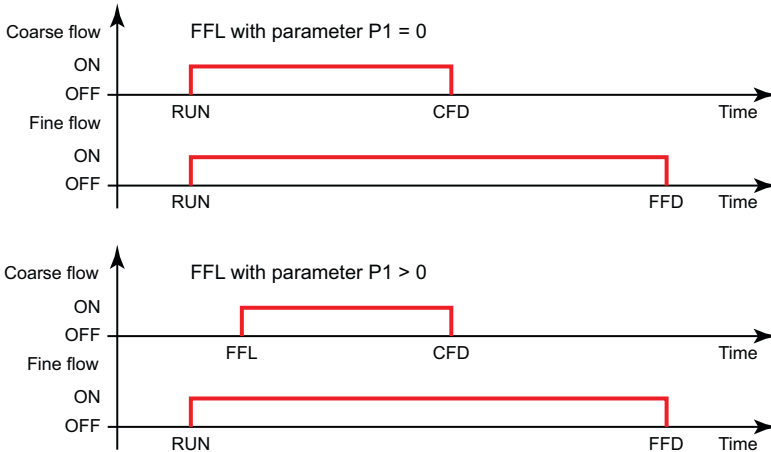 Coarse flow
FFL with parameter P1 = 0
ON
OFF
RUN
CFD
Time
Fine flow
ON
OFF
RUN
FFD
Time
Coarse flow
FFL with parameter P1 > 0
ON
OFF
FFL
CFD
Time
Fine flow
ON
OFF
RUN
FFD
Time